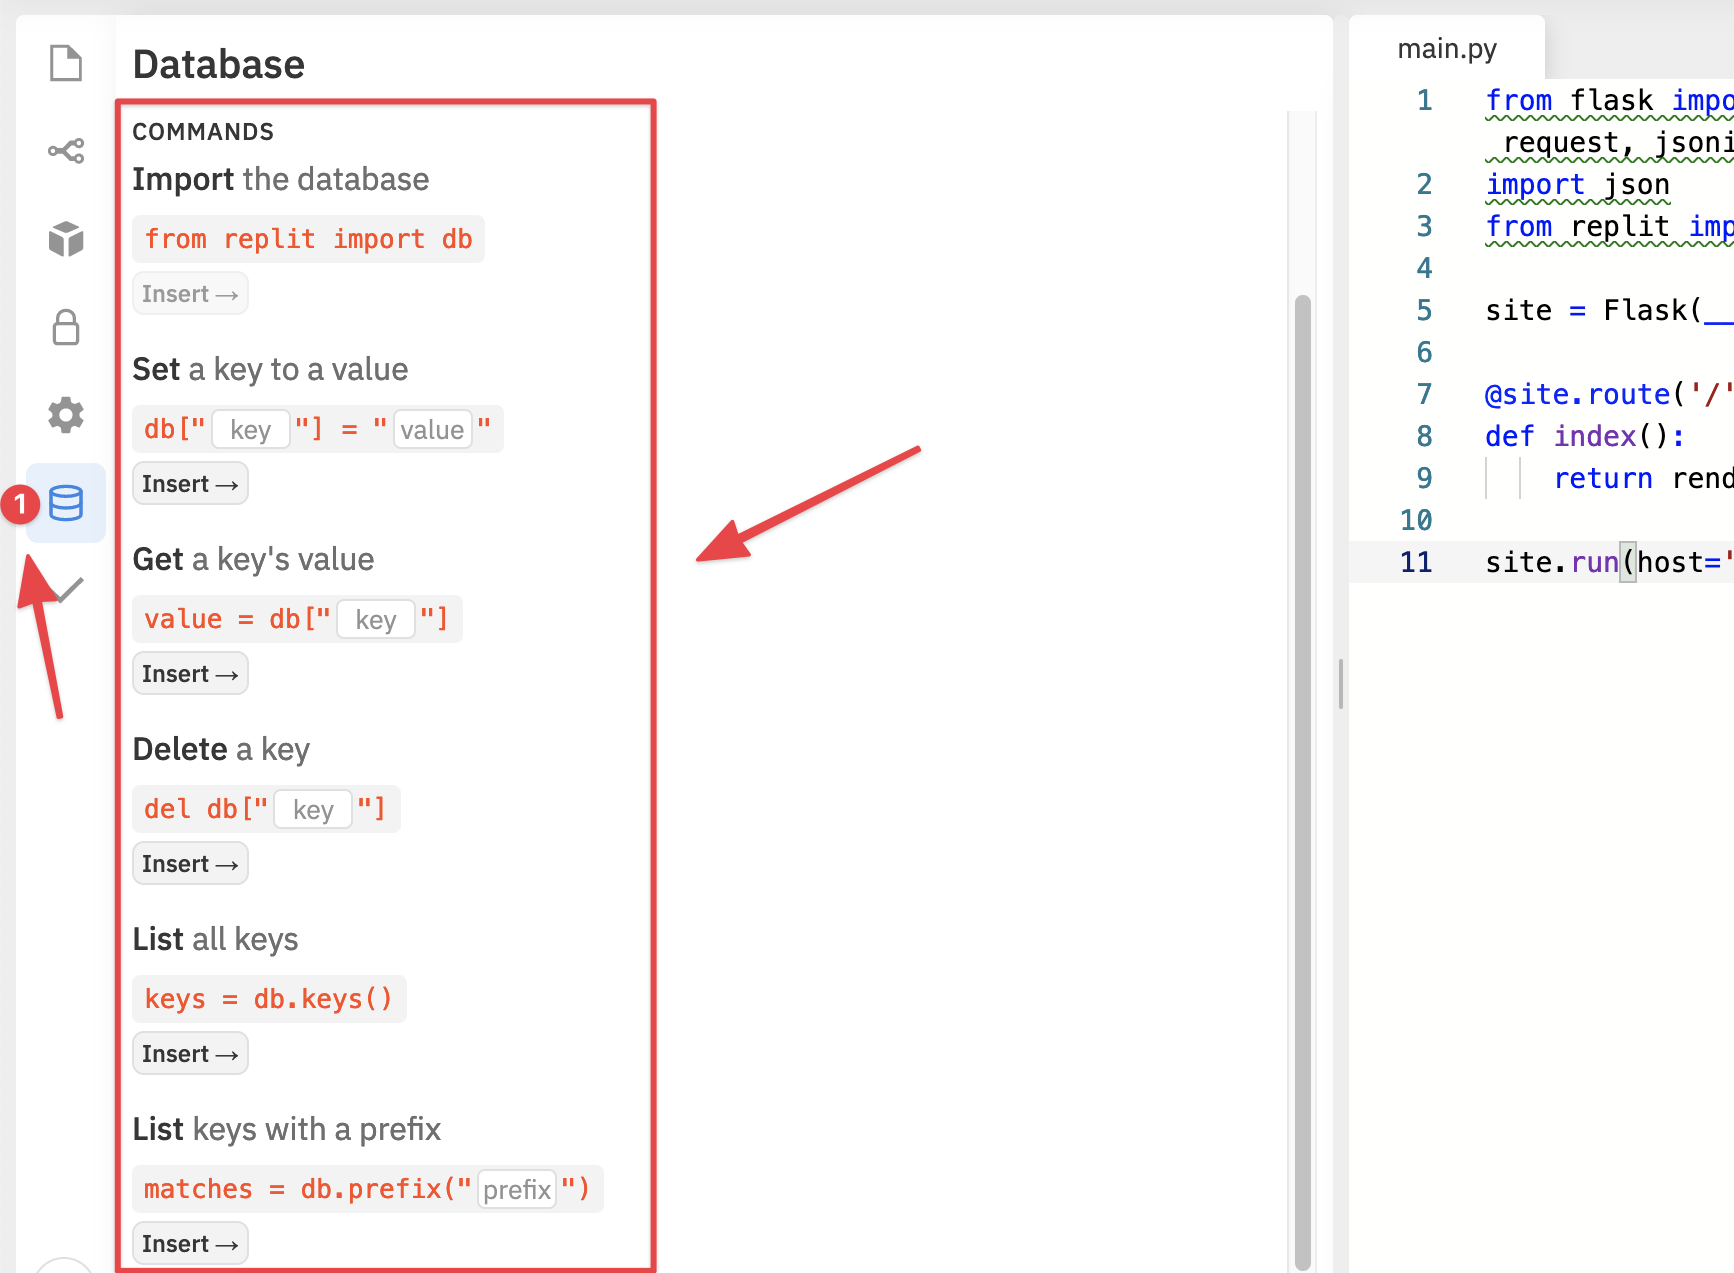 Database
COMMANDS
Import the database
from replit import db
Insert →
Set a key to a value
db["key"] = "value"
Insert →
Get a key's value
value = db["key"]
Insert →
Delete a key
del db["key"]
Insert →
List all keys
keys = db.keys()
Insert →
List keys with a prefix
matches = db.prefix("prefix")
Insert →
1
main.py
1 from flask impo
request, jsoni
2 import json
3 from replit imp
4
5 site = Flask(__
6
7 @site.route('/'
8 def index():
9 return rend
10
11 site.run(host='